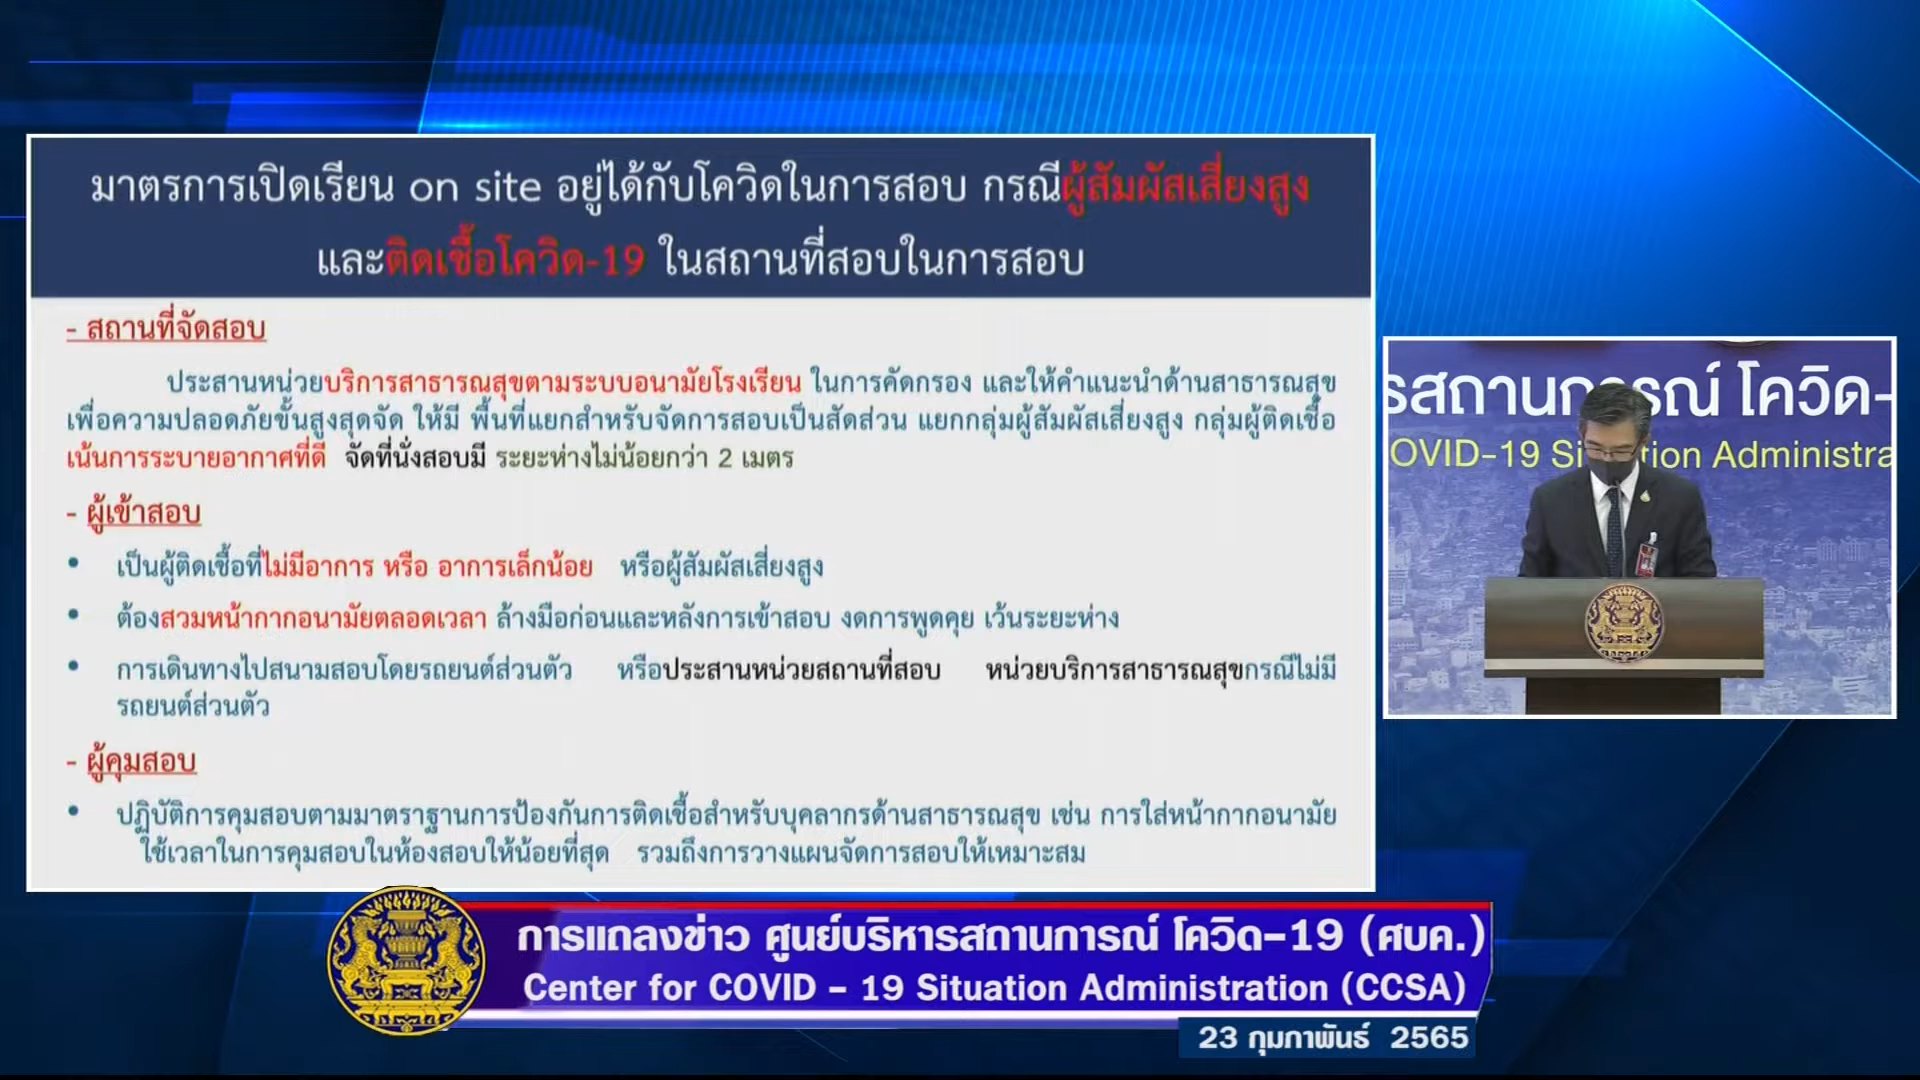 มาตรการเปิดเรียน on site อยู่ได้กับโควิดในการสอบ กรณีผู้สัมผัสเสี่ยงสูง
และติดเชื้อโควิด-19 ในสถานที่สอบในการสอบ
- สถานที่จัดสอบ
ประสานหน่วยบริการสาธารณสุขตามระบบอนามัยโรงเรียน ในการคัดกรอง และให้คำแนะนำด้านสาธารณสุข
เพื่อความปลอดภัยขั้นสูงสุดจัด ให้มี พื้นที่แยกสำหรับจัดการสอบเป็นสัดส่วน แยกกลุ่มผู้สัมผัสเสี่ยงสูง กลุ่มผู้ติดเชื้อ
เน้นการระบายอากาศที่ดี จัดที่นั่งสอบมี ระยะห่างไม่น้อยกว่า 2 เมตร
- ผู้เข้าสอบ
• เป็นผู้ติดเชื้อที่ไม่มีอาการ หรือ อาการเล็กน้อย หรือผู้สัมผัสเสี่ยงสูง
• ต้องสวมหน้ากากอนามัยตลอดเวลา ล้างมือก่อนและหลังการเข้าสอบ งดการพูดคุย เว้นระยะห่าง
• การเดินทางไปสนามสอบโดยรถยนต์ส่วนตัว หรือประสานหน่วยสถานที่สอบ หน่วยบริการสาธารณสุขกรณีไม่มี
รถยนต์ส่วนตัว
- ผู้คุมสอบ
• ปฏิบัติการคุมสอบตามมาตราฐานการป้องกันการติดเชื้อสำหรับบุคลากรด้านสาธารณสุข เช่น การใส่หน้ากากอนามัย
ใช้เวลาในการคุมสอบในห้องสอบให้น้อยที่สุด รวมถึงการวางแผนจัดการสอบให้เหมาะสม
รสถานการณ์ โควิด-
OVID-19 Si tion Administra
การแถลงข่าว ศูนย์บริหารสถานการณ์ โควิด-19 (ศบค.)
Center for COVID - 19 Situation Administration (CCSA)
23 กุมภาพันธ์ 2565